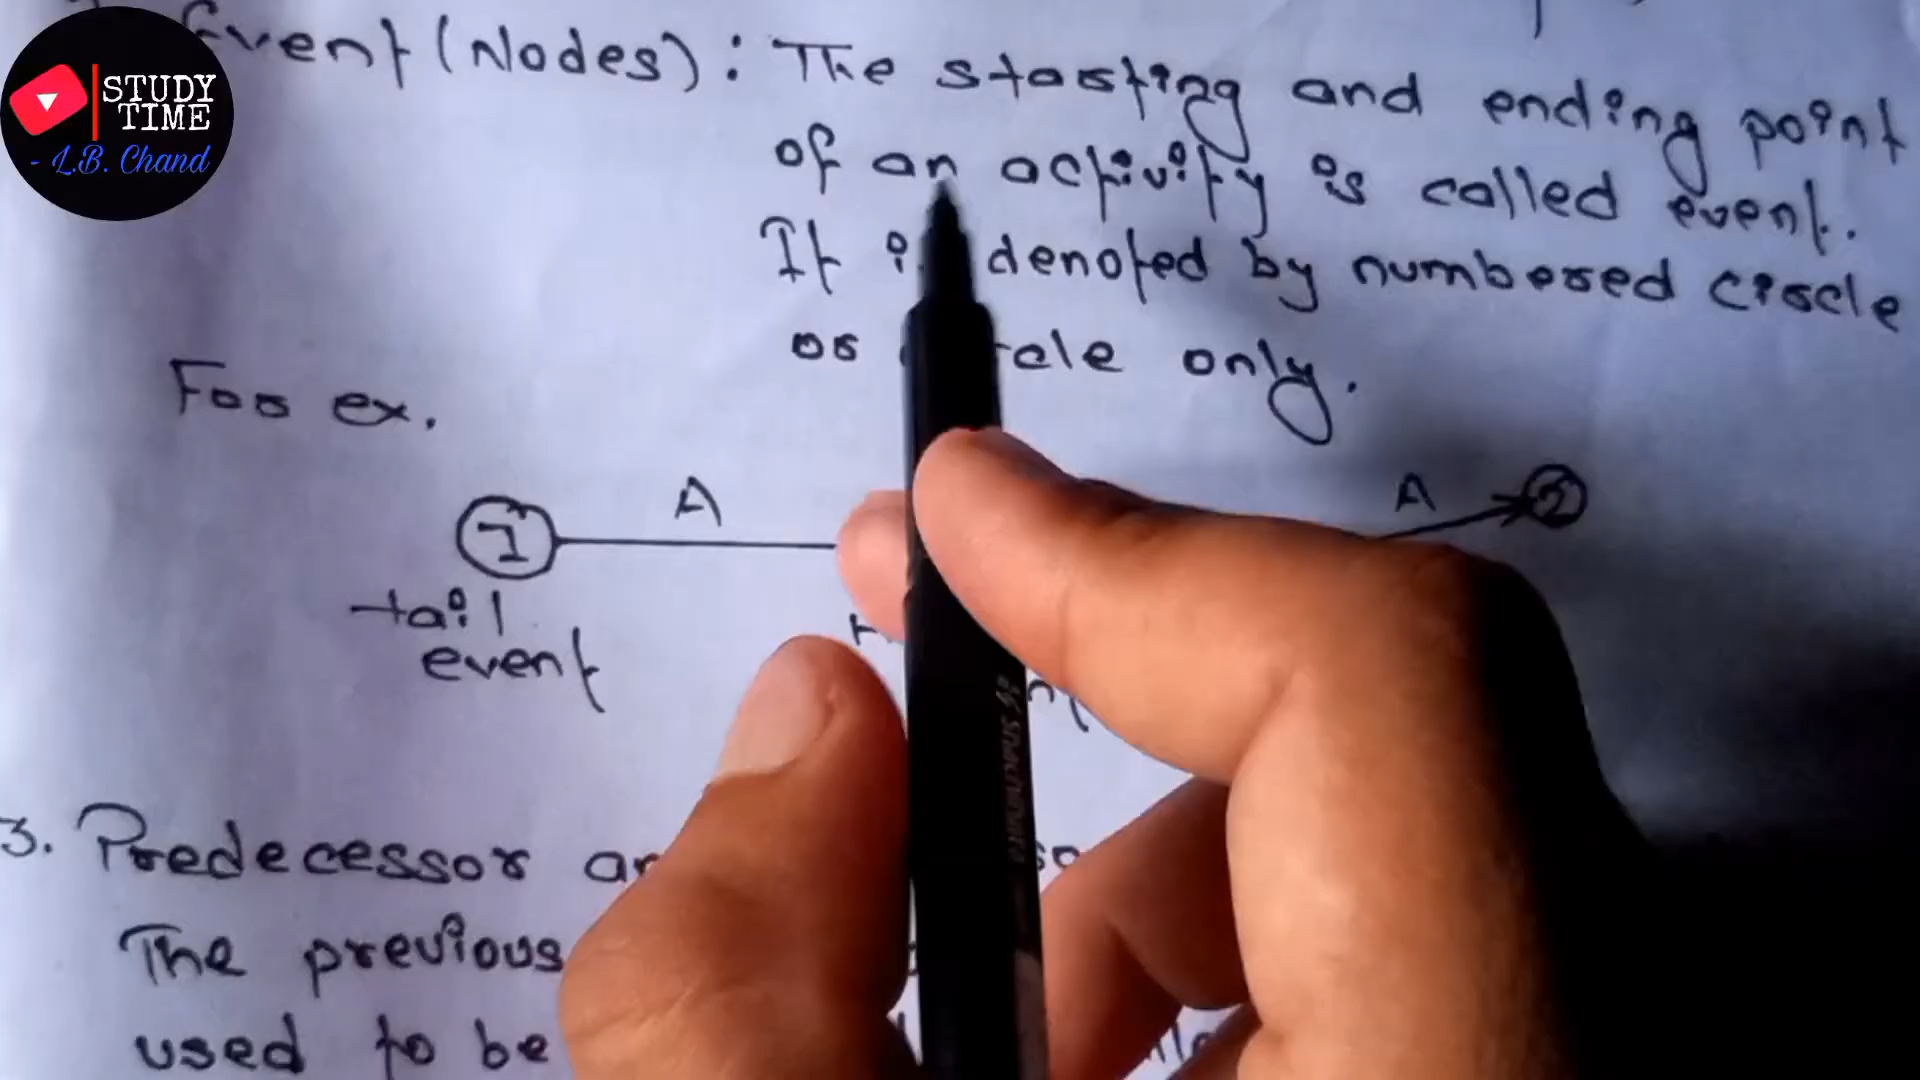 STUDY
TIME
- L.B. Chand
Event (Nodes) : The starting and ending point
of an activity is called event.
It is denoted by numbered circle
or only.
For ex.
1 A A 2
tail
event
3. Predecessor
The previous
used to be